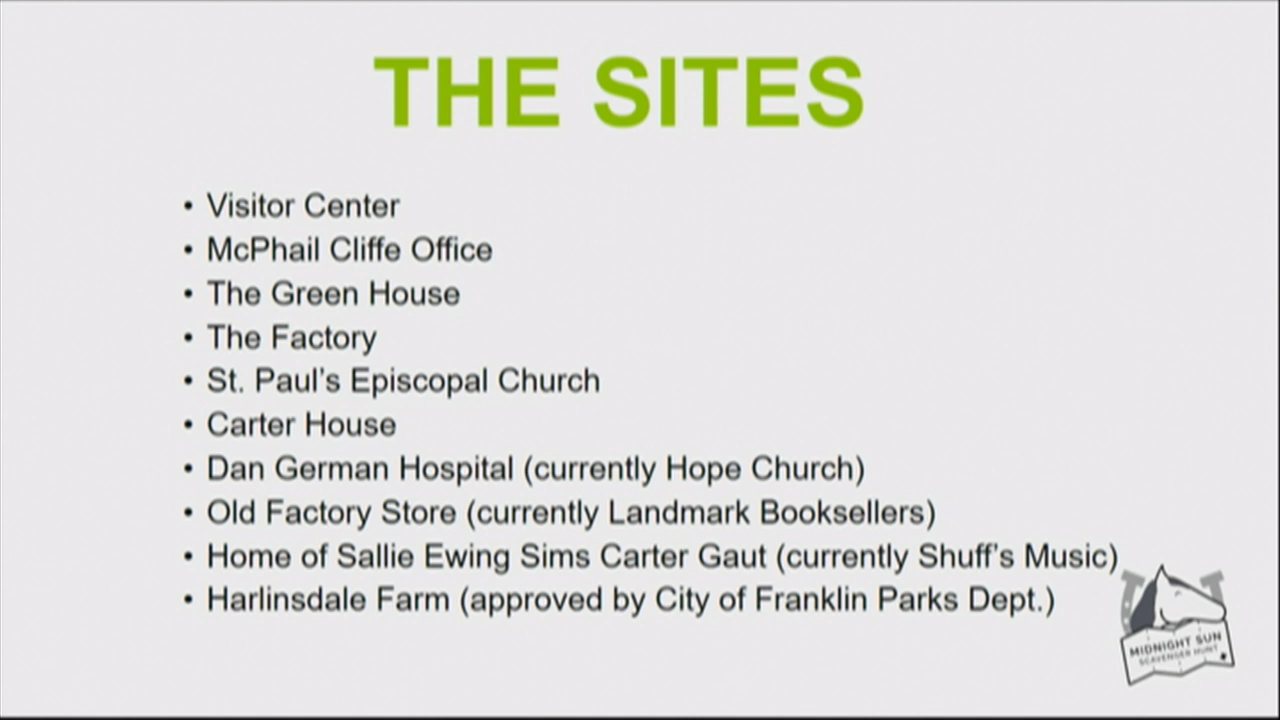 THE SITES
• Visitor Center
• McPhail Cliffe Office
• The Green House
• The Factory
• St. Paul's Episcopal Church
• Carter House
• Dan German Hospital (currently Hope Church)
• Old Factory Store (currently Landmark Booksellers)
• Home of Sallie Ewing Sims Carter Gaut (currently Shuff's Music)
• Harlinsdale Farm (approved by City of Franklin Parks Dept.)
MIDNIGHT SUN
SCAVENGER HUNT